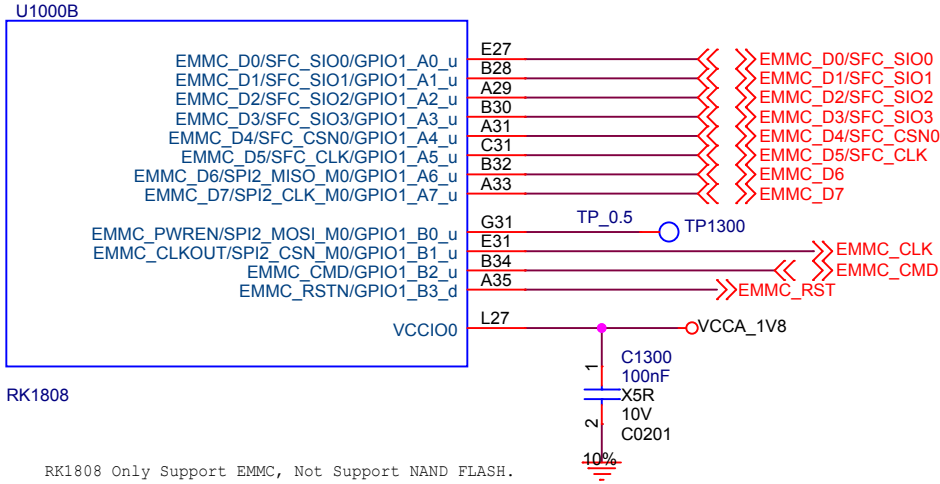 U1000B
EMMC_D0/SFC_SIO0/GPIO1_A0_u E27 EMMC_D0/SFC_SIO0
EMMC_D1/SFC_SIO1/GPIO1_A1_u B28 EMMC_D1/SFC_SIO1
EMMC_D2/SFC_SIO2/GPIO1_A2_u A29 EMMC_D2/SFC_SIO2
EMMC_D3/SFC_SIO3/GPIO1_A3_u B30 EMMC_D3/SFC_SIO3
EMMC_D4/SFC_CSN0/GPIO1_A4_u A31 EMMC_D4/SFC_CSN0
EMMC_D5/SFC_CLK/GPIO1_A5_u C31 EMMC_D5/SFC_CLK
EMMC_D6/SPI2_MISO_M0/GPIO1_A6_u B32 EMMC_D6
EMMC_D7/SPI2_CLK_M0/GPIO1_A7_u A33 EMMC_D7
EMMC_PWREN/SPI2_MOSI_M0/GPIO1_B0_u G31 TP_0.5 TP1300
EMMC_CLKOUT/SPI2_CSN_M0/GPIO1_B1_u E31 EMMC_CLK
EMMC_CMD/GPIO1_B2_u B34 EMMC_CMD
EMMC_RSTN/GPIO1_B3_d A35 EMMC_RST
VCCIO0 L27 VCCA_1V8
1 C1300
100nF
X5R
10V
2 C0201
10%
RK1808
RK1808 Only Support EMMC, Not Support NAND FLASH.